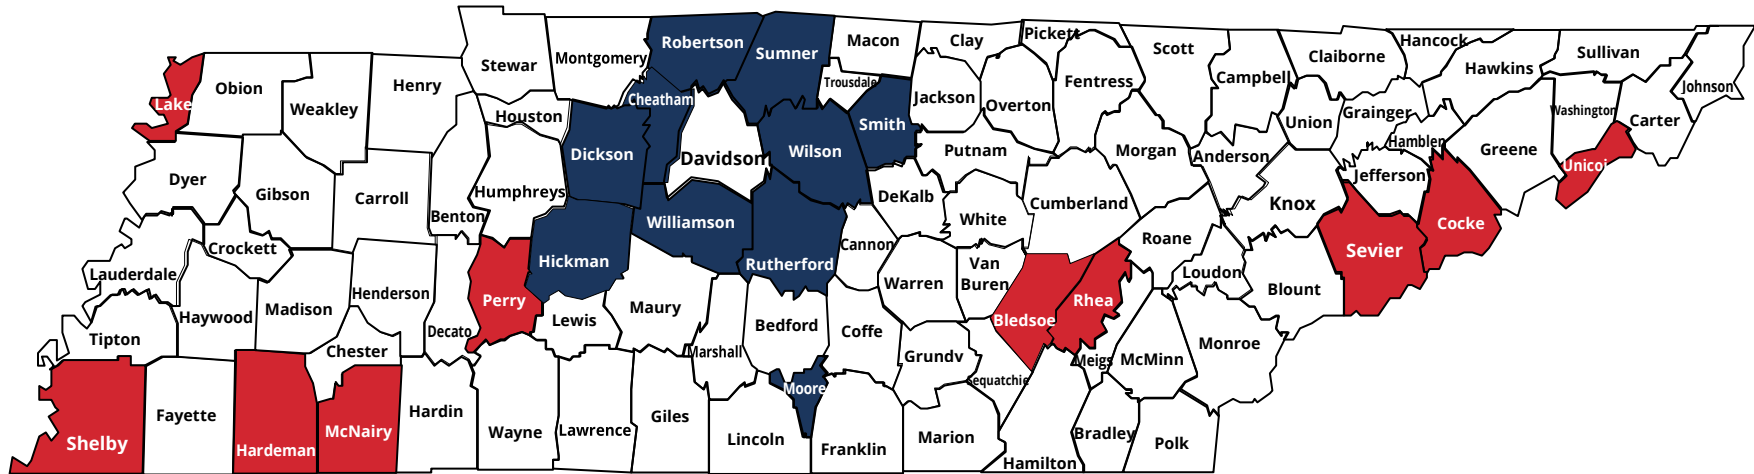 Pickett
Hancock
Macon
Clay
Robertson
Scott
Sullivan
Sumner
Claiborne
Montgomery
Stewar
Hawkins
Campbell
Fentress
Trousdale
Henry
Johnson
Obion
Jackson
Cheatham
Lake
Overton
Weakley
Washington
Grainger
Houston
Carter
Union
Smith
Hamblen
Greene
Putnam
Morgan
Wilson
Dickson
Anderson
Davidson
Unicoi
Jefferson
Dyer
Humphreys
Gibson
DeKalb
Carroll
Cumberland
Knox
Benton
White
Williamson
Cocke
Roane
Cannon
Crockett
Sevier
Hickman
Van
Buren
Rutherford
Loudon
Lauderdale
Warren
Blount
Henderson
Perry
Rhea
Maury
Madison
Haywood
Lewis
Bledsoe
Bedford
Coffe
Decato
Tipton
Monroe
Chester
Marshall
Grundv
McMinn
Meigs
Sequatchie
Moore
Hardin
Fayette
Giles
Lawrence
Wayne
McNairy
Bradley
Marion
Lincoln
Shelby
Polk
Franklin
Hardeman
Hamilton